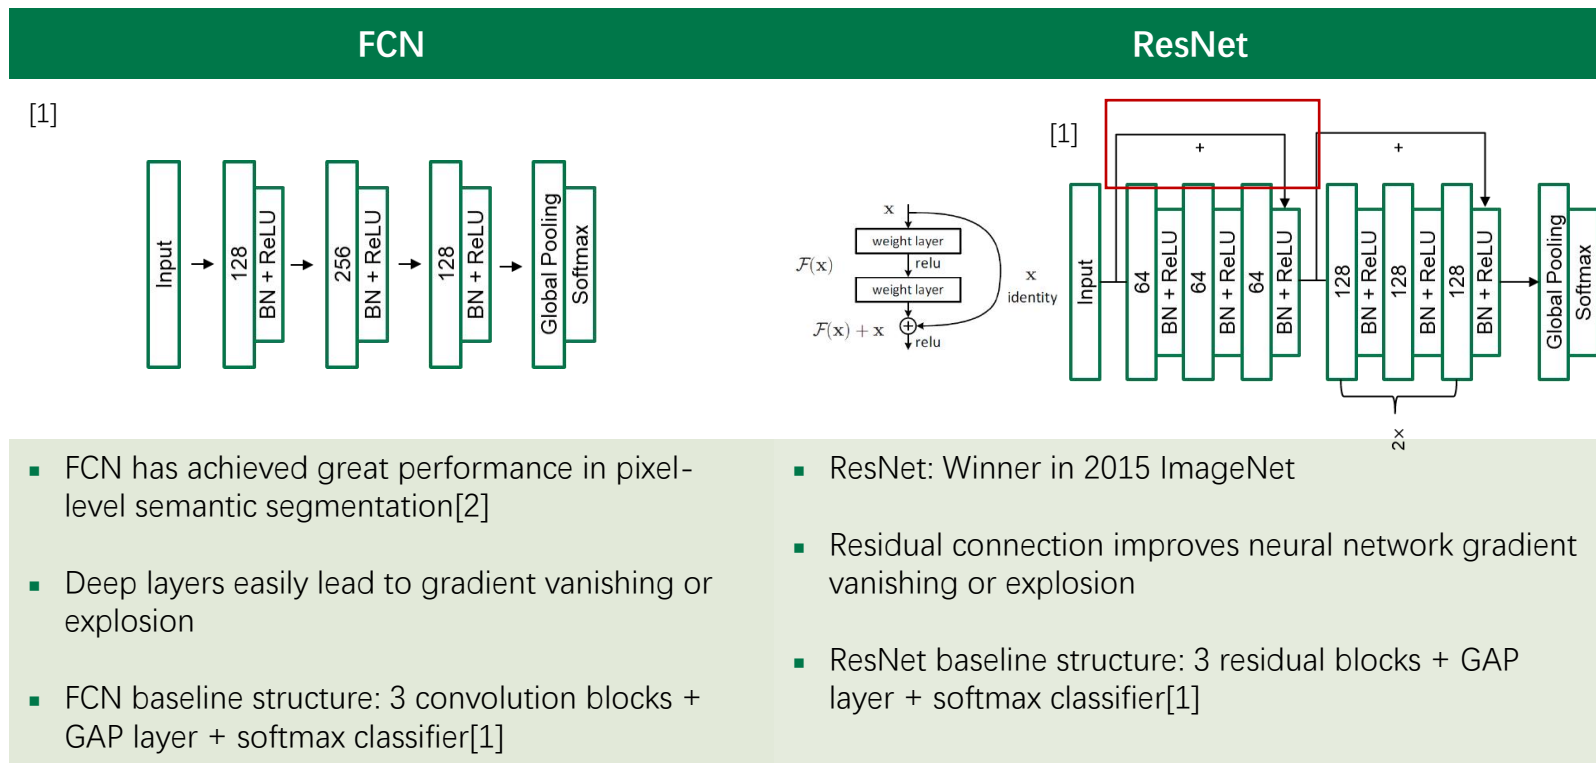 FCN
ResNet
[1]
Input
128
BN + ReLU
256
BN + ReLU
128
BN + ReLU
Global Pooling
Softmax
[1]
x
weight layer
relu
F(x)
weight layer
x
identity
F(x) + x
relu
+
+
Input
64
BN + ReLU
64
BN + ReLU
64
BN + ReLU
128
BN + ReLU
128
BN + ReLU
128
BN + ReLU
Global Pooling
Softmax
2×
▪ FCN has achieved great performance in pixel-
level semantic segmentation[2]
▪ Deep layers easily lead to gradient vanishing or
explosion
▪ FCN baseline structure: 3 convolution blocks +
GAP layer + softmax classifier[1]
▪ ResNet: Winner in 2015 ImageNet
▪ Residual connection improves neural network gradient
vanishing or explosion
▪ ResNet baseline structure: 3 residual blocks + GAP
layer + softmax classifier[1]